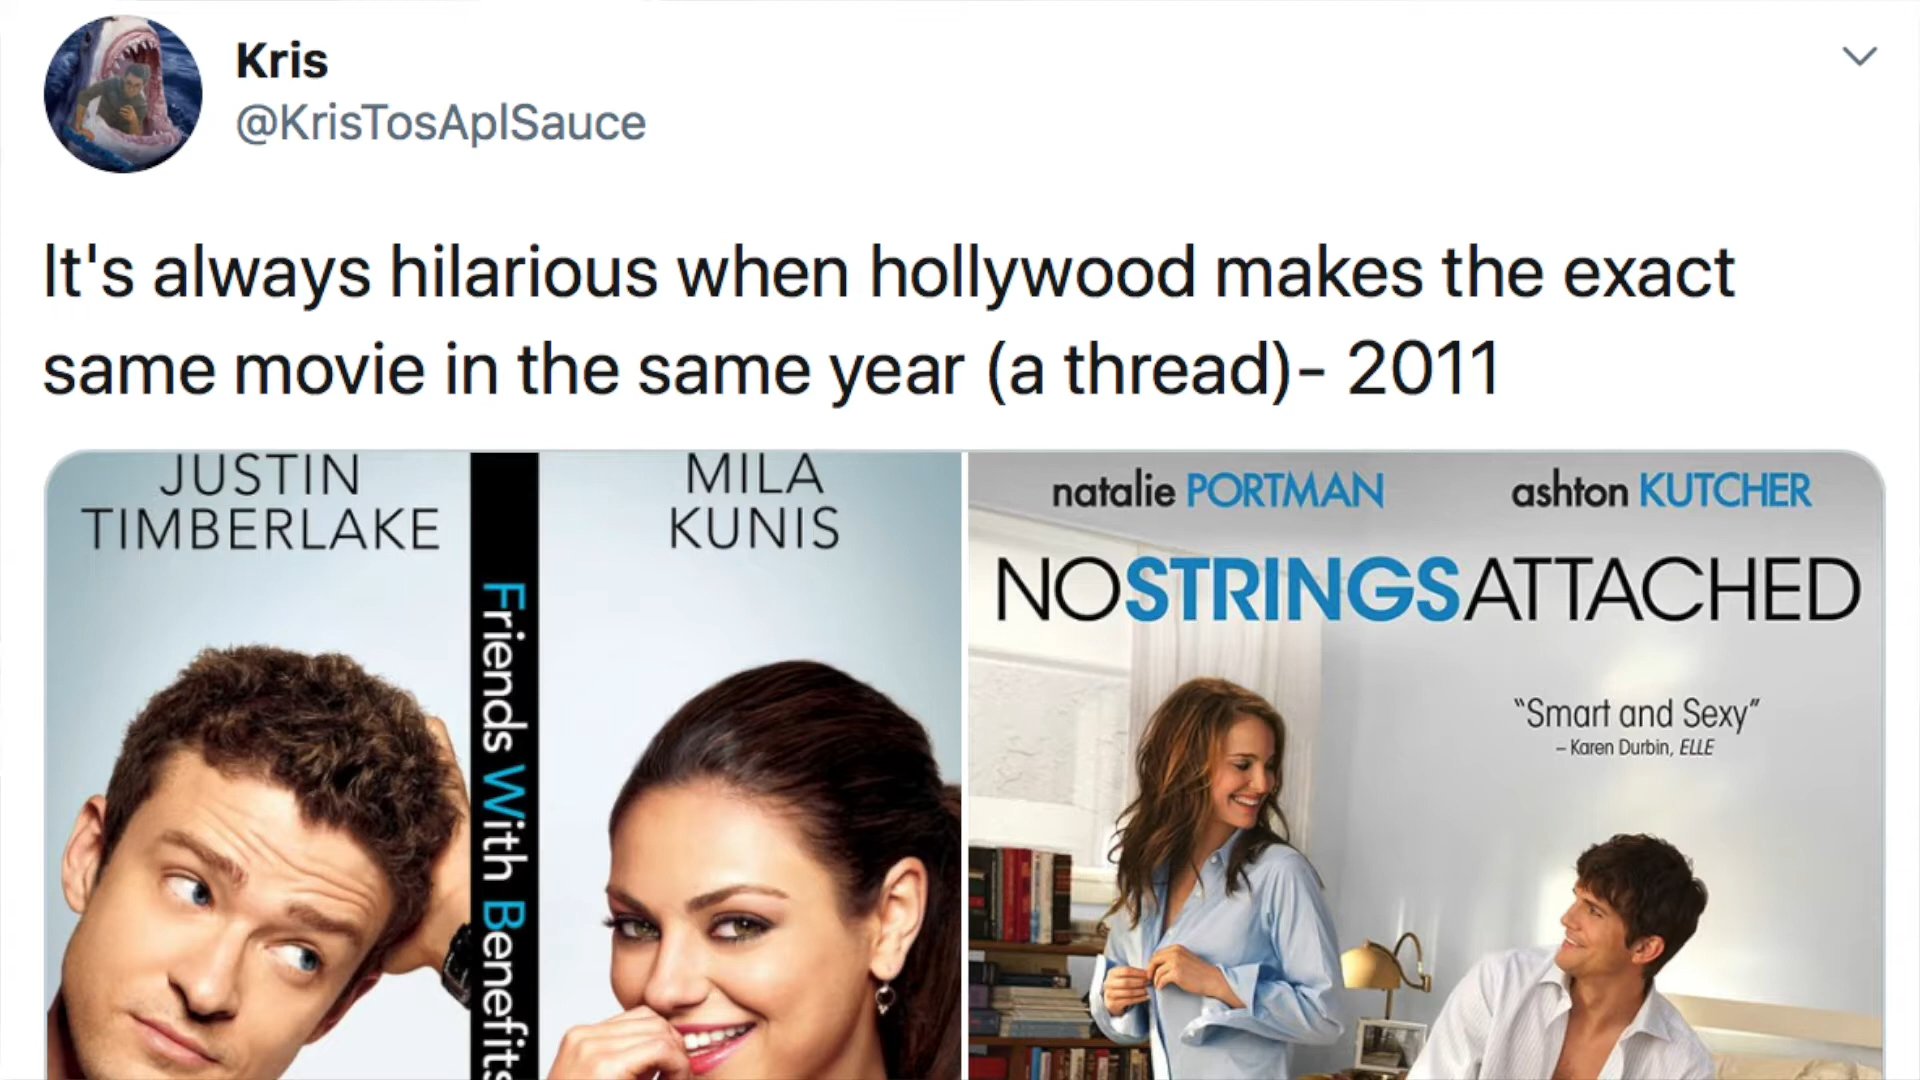 Kris
@KrisTosAplSauce
It's always hilarious when hollywood makes the exact
same movie in the same year (a thread)- 2011
JUSTIN
TIMBERLAKE
MILA
KUNIS
Friends With Benefits
natalie PORTMAN
ashton KUTCHER
NOSTRINGSATTACHED
“Smart and Sexy”
– Karen Durbin, ELLE